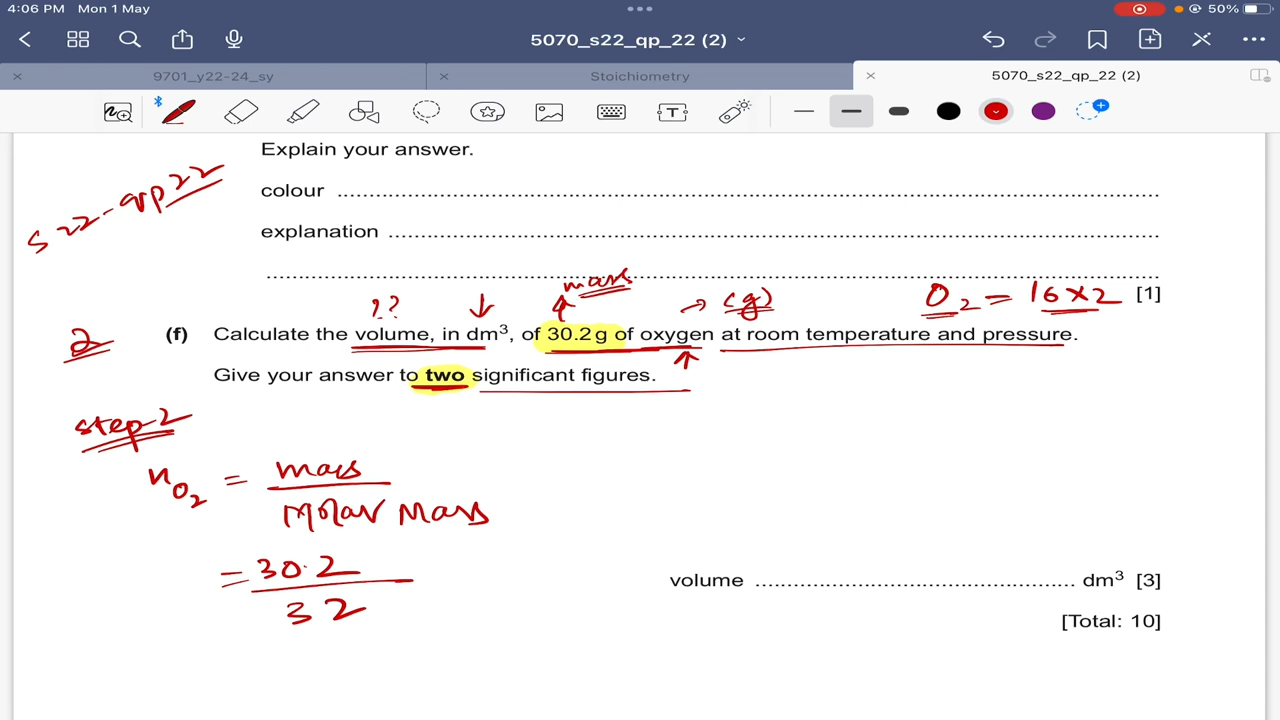 4:06 PM Mon 1 May
50%
5070_s22_qp_22 (2)
9701_y22-24_sy
Stoichiometry
5070_s22_qp_22 (2)
Explain your answer.
colour
explanation
[1]
s22-qp22
mass
??
(g)
O2 = 16×2
2
(f) Calculate the volume, in dm³, of 30.2 g of oxygen at room temperature and pressure.
Give your answer to two significant figures.
step-2
nO2 = mass
molar Mass
= 30.2
32
volume ........................ dm³ [3]
[Total: 10]